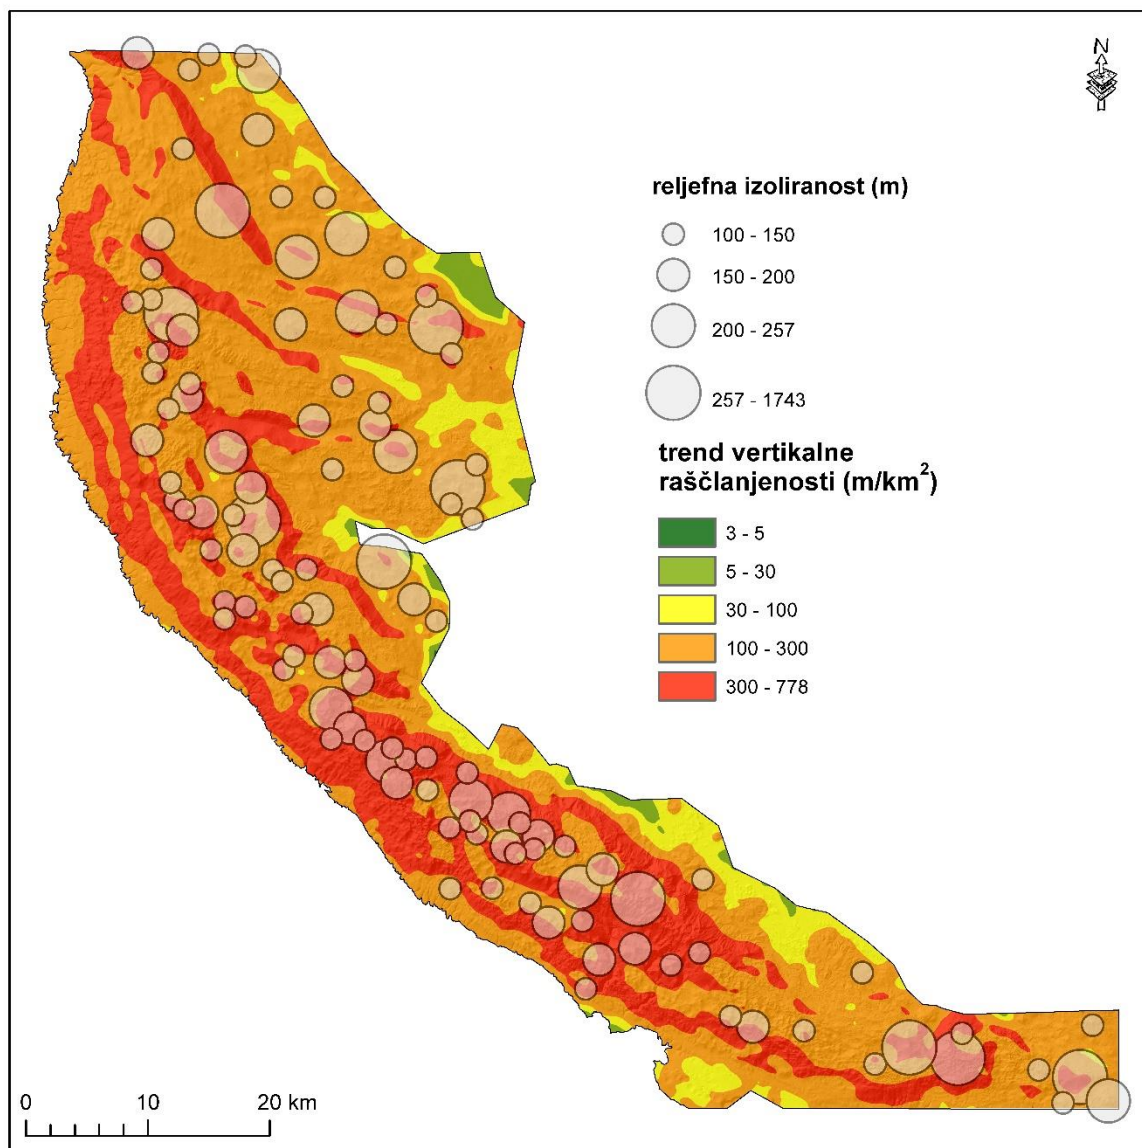 N
reljefna izoliranost (m)
100 - 150
150 - 200
200 - 257
257 - 1743
trend vertikalne
raščlanjenosti (m/km²)
3 - 5
5 - 30
30 - 100
100 - 300
300 - 778
0 10 20 km